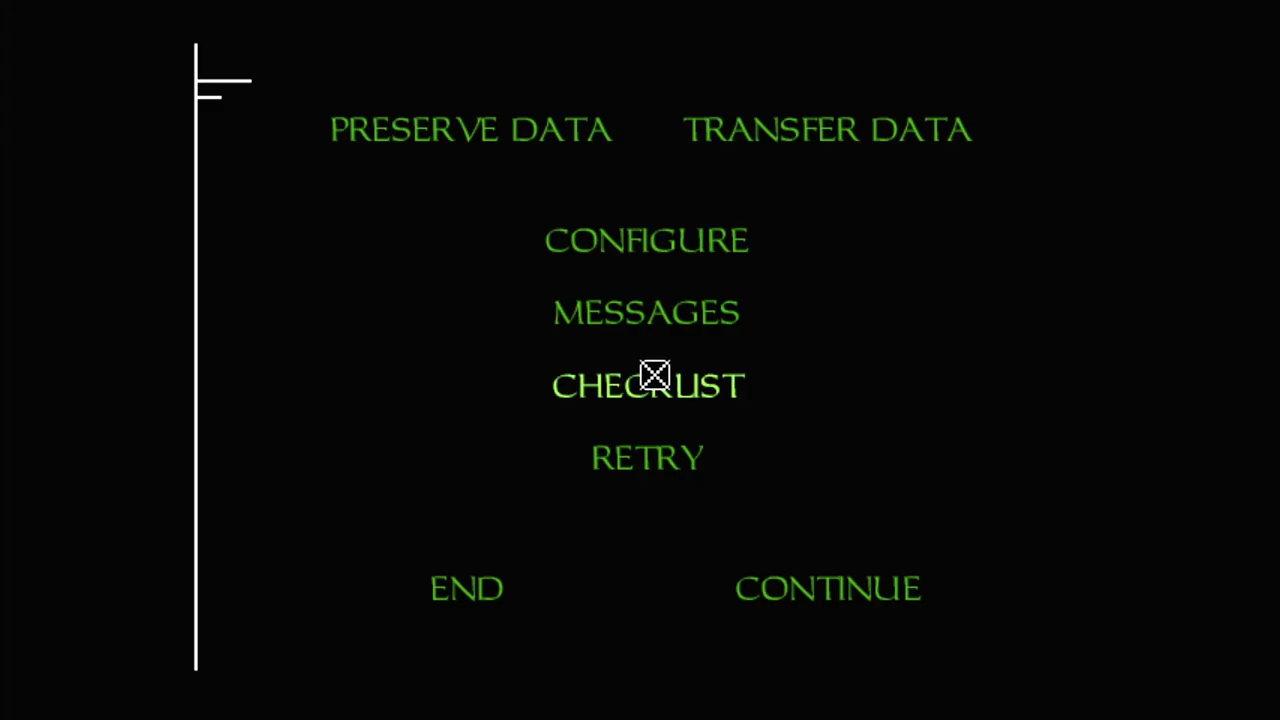 PRESERVE DATA TRANSFER DATA
CONFIGURE
MESSAGES
CHECKLIST
RETRY
END CONTINUE